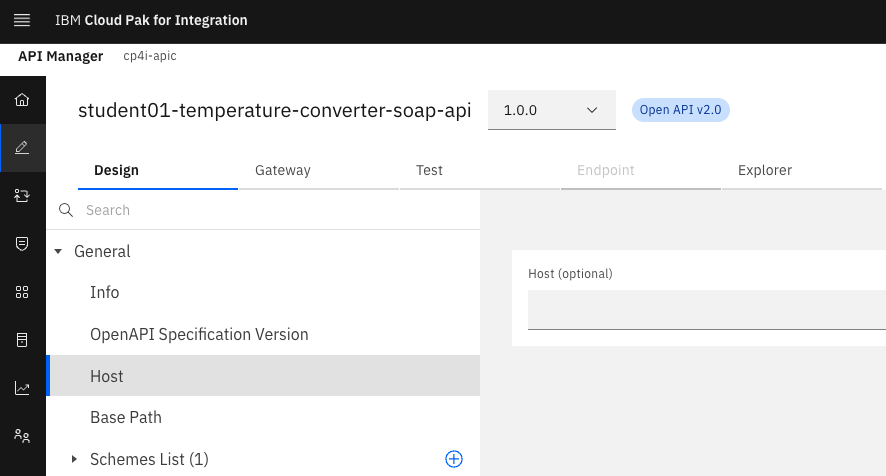 IBM Cloud Pak for Integration
API Manager cp4i-apic
student01-temperature-converter-soap-api 1.0.0 Open API v2.0
Design Gateway Test Endpoint Explorer
Search
General
Host (optional)
Info
OpenAPI Specification Version
Host
Base Path
Schemes List (1)